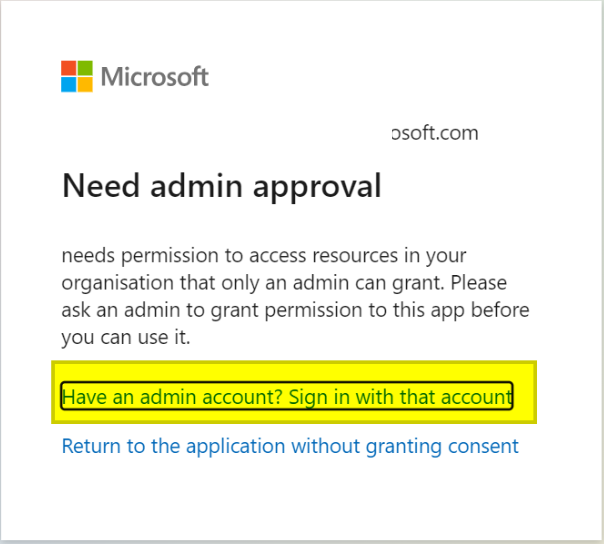 Microsoft
osoft.com
Need admin approval
needs permission to access resources in your
organisation that only an admin can grant. Please
ask an admin to grant permission to this app before
you can use it.
Have an admin account? Sign in with that account
Return to the application without granting consent